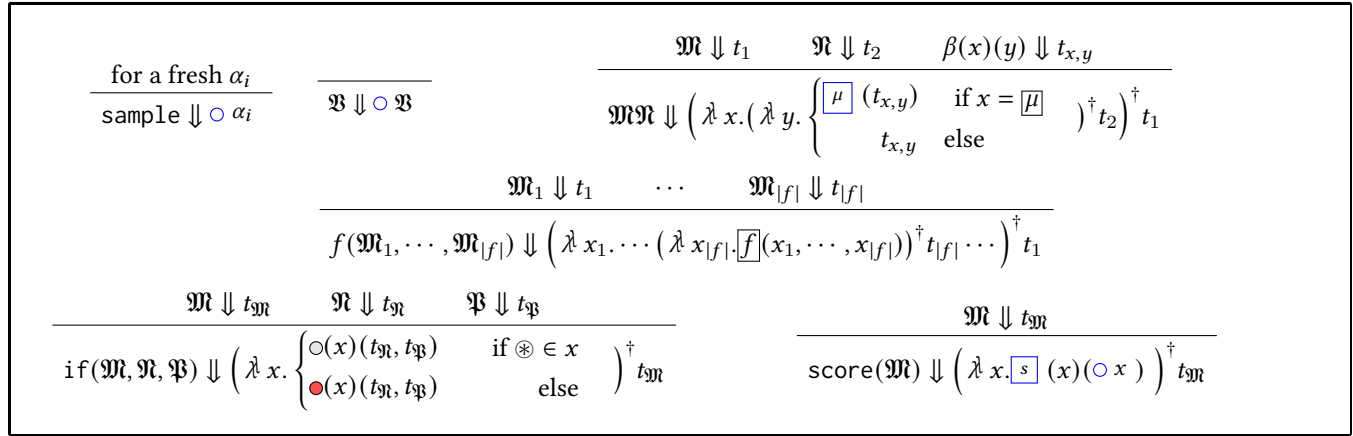 for a fresh αᵢ
sample ⇓ ○ αᵢ
𝔙 ⇓ ○ 𝔙
𝔐 ⇓ t₁ 𝔑 ⇓ t₂ β(x)(y) ⇓ t_{x,y}
𝔐𝔑 ⇓ (⅄ x.(⅄ y. { [μ] (t_{x,y}) if x = [μ]
t_{x,y} else )† t₂)† t₁
𝔐₁ ⇓ t₁ ⋯ 𝔐_{|f|} ⇓ t_{|f|}
f(𝔐₁, ⋯ , 𝔐_{|f|}) ⇓ (⅄ x₁. ⋯ (⅄ x_{|f|}. [f](x₁, ⋯ , x_{|f|}))† t_{|f|} ⋯ )† t₁
𝔐 ⇓ t_𝔐 𝔑 ⇓ t_𝔑 𝔓 ⇓ t_𝔓
if(𝔐, 𝔑, 𝔓) ⇓ (⅄ x. { ○(x)(t_𝔑, t_𝔓) if ⊛ ∈ x
●(x)(t_𝔑, t_𝔓) else )† t_𝔐
𝔐 ⇓ t_𝔐
score(𝔐) ⇓ (⅄ x. [s] (x)(○ x ) )† t_𝔐